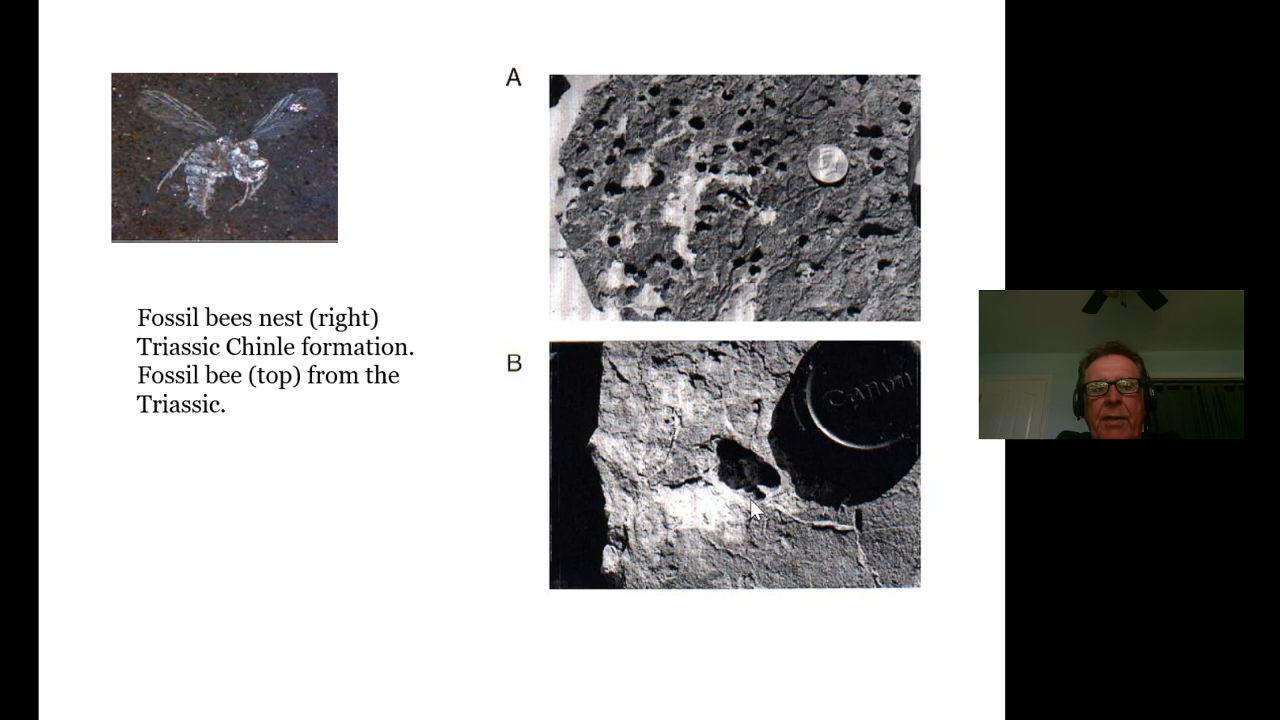 A
Fossil bees nest (right)
Triassic Chinle formation.
Fossil bee (top) from the
Triassic.
B
Canon